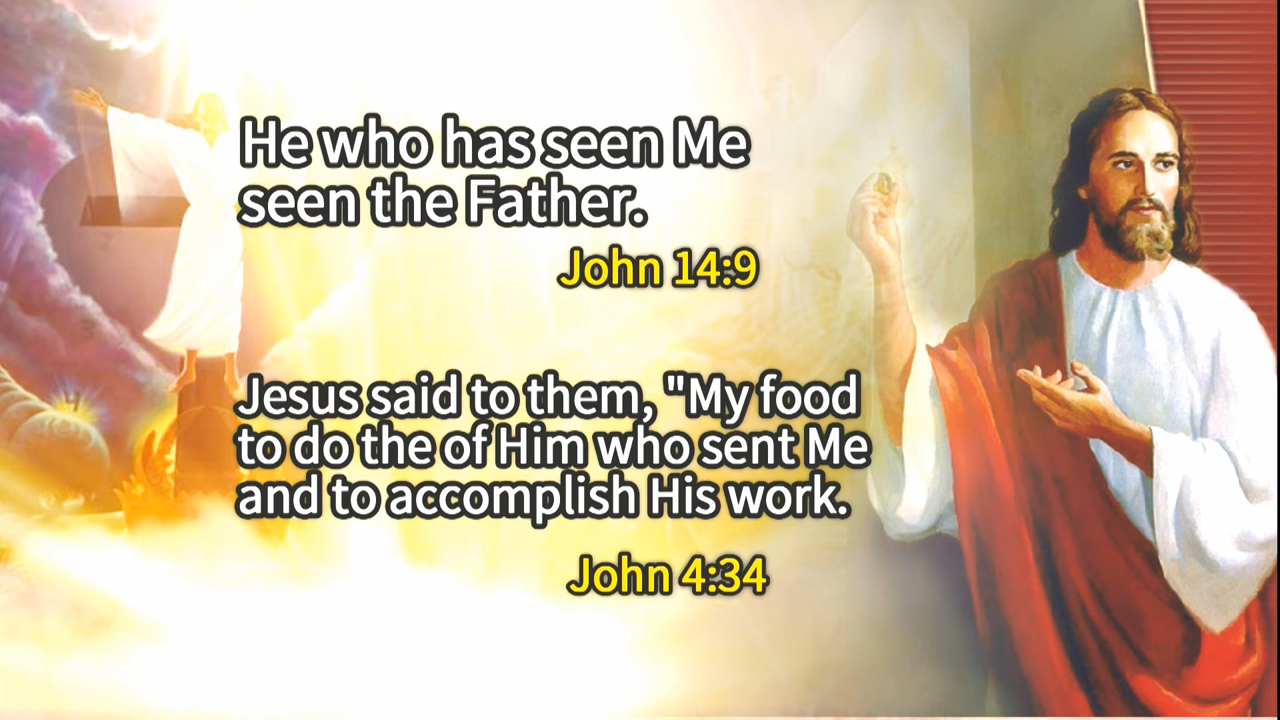 He who has seen Me
seen the Father.
John 14:9
Jesus said to them, "My food
to do the of Him who sent Me
and to accomplish His work.
John 4:34